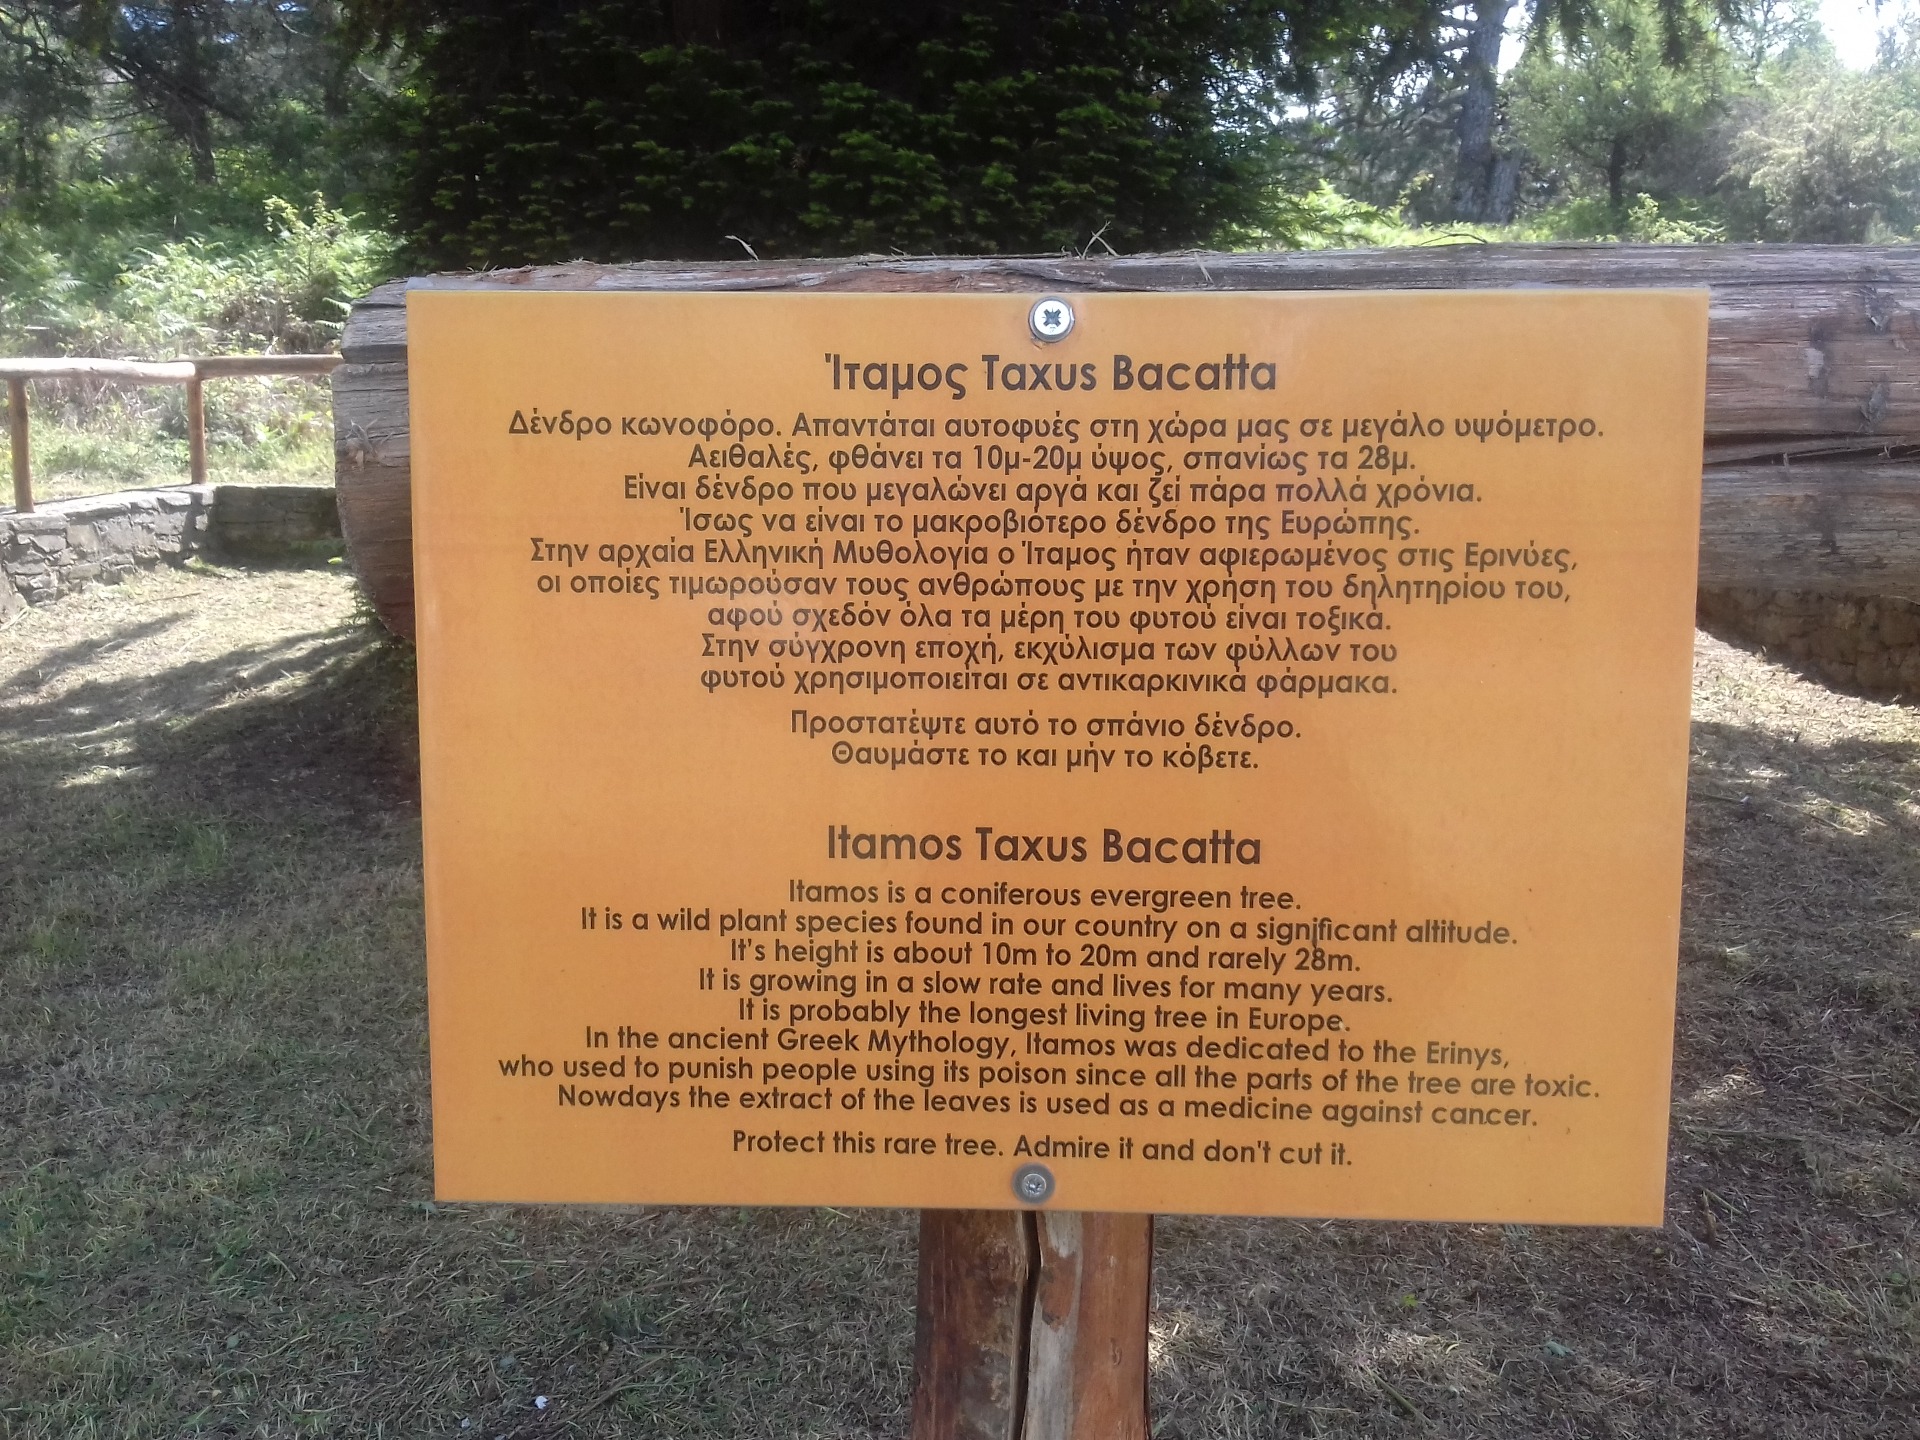 Ίταμος Taxus Bacatta
Δένδρο κωνοφόρο. Απαντάται αυτοφυές στη χώρα μας σε μεγάλο υψόμετρο.
Αειθαλές, φθάνει τα 10μ-20μ ύψος, σπανίως τα 28μ.
Είναι δένδρο που μεγαλώνει αργά και ζεί πάρα πολλά χρόνια.
Ίσως να είναι το μακροβιότερο δένδρο της Ευρώπης.
Στην αρχαία Ελληνική Μυθολογία ο Ίταμος ήταν αφιερωμένος στις Ερινύες,
οι οποίες τιμωρούσαν τους ανθρώπους με την χρήση του δηλητηρίου του,
αφού σχεδόν όλα τα μέρη του φυτού είναι τοξικά.
Στην σύγχρονη εποχή, εκχύλισμα των φύλλων του
φυτού χρησιμοποιείται σε αντικαρκινικά φάρμακα.
Προστατέψτε αυτό το σπάνιο δένδρο.
Θαυμάστε το και μήν το κόβετε.
Itamos Taxus Bacatta
Itamos is a coniferous evergreen tree.
It is a wild plant species found in our country on a significant altitude.
It's height is about 10m to 20m and rarely 28m.
It is growing in a slow rate and lives for many years.
It is probably the longest living tree in Europe.
In the ancient Greek Mythology, Itamos was dedicated to the Erinys,
who used to punish people using its poison since all the parts of the tree are toxic.
Nowdays the extract of the leaves is used as a medicine against cancer.
Protect this rare tree. Admire it and don't cut it.